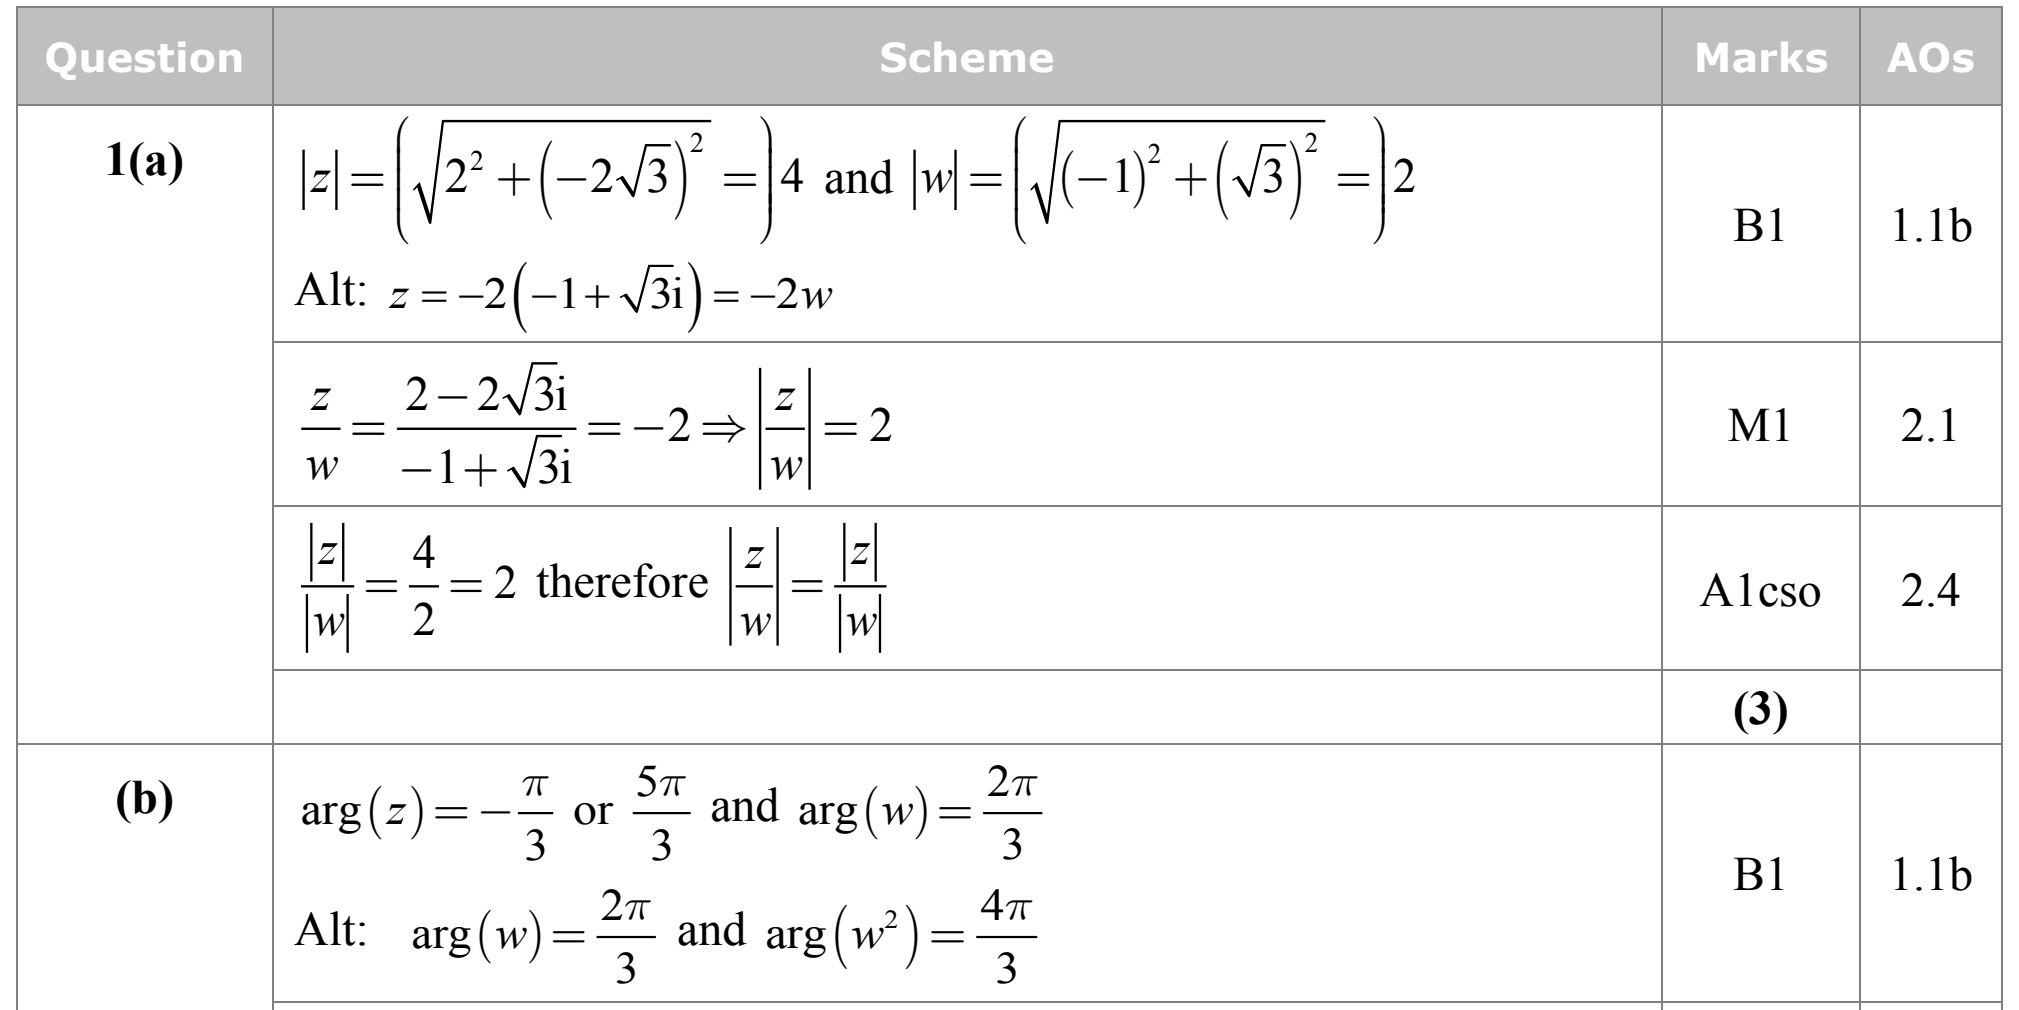 Question Scheme Marks AOs
1(a) |z| = (√(2² + (−2√3)²) =) 4 and |w| = (√((−1)² + (√3)²) =) 2
B1 1.1b
Alt: z = −2(−1 + √3i) = −2w
z/w = (2 − 2√3i)/(−1 + √3i) = −2 ⇒ |z/w| = 2 M1 2.1
|z|/|w| = 4/2 = 2 therefore |z/w| = |z|/|w| A1cso 2.4
(3)
(b) arg(z) = −π/3 or 5π/3 and arg(w) = 2π/3
B1 1.1b
Alt: arg(w) = 2π/3 and arg(w²) = 4π/3